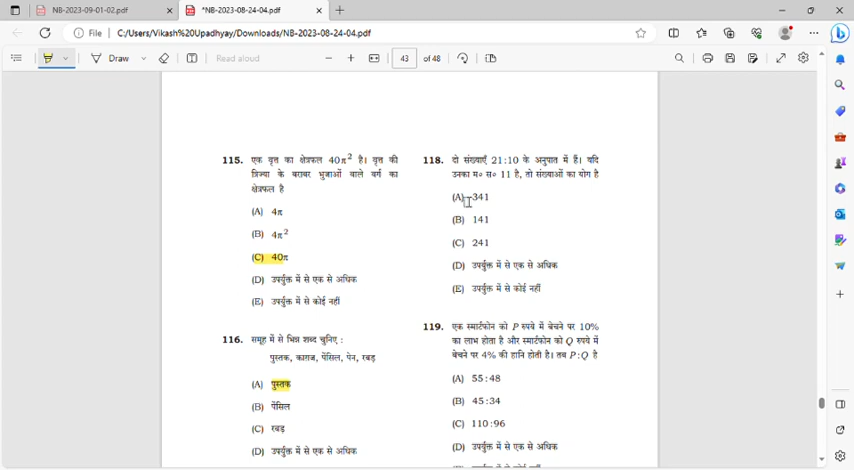 NB-2023-09-01-02.pdf
*NB-2023-08-24-04.pdf
File
C:/Users/Vikash%20Upadhyay/Downloads/NB-2023-08-24-04.pdf
Draw
Read aloud
43
of 48
115. एक वृत्त का क्षेत्रफल 40π² है। वृत्त की
त्रिज्या के बराबर भुजाओं वाले वर्ग का
क्षेत्रफल है
(A) 4π
(B) 4π²
(C) 40π
(D) उपर्युक्त में से एक से अधिक
(E) उपर्युक्त में से कोई नहीं
116. समूह में से भिन्न शब्द चुनिए :
पुस्तक, कागज, पेंसिल, पेन, रबड़
(A) पुस्तक
(B) पेंसिल
(C) रबड़
(D) उपर्युक्त में से एक से अधिक
118. दो संख्याएँ 21:10 के अनुपात में हैं। यदि
उनका म० स० 11 है, तो संख्याओं का योग है
(A) 341
(B) 141
(C) 241
(D) उपर्युक्त में से एक से अधिक
(E) उपर्युक्त में से कोई नहीं
119. एक स्मार्टफोन को P रुपये में बेचने पर 10%
का लाभ होता है और स्मार्टफोन को Q रुपये में
बेचने पर 4% की हानि होती है। तब P:Q है
(A) 55:48
(B) 45:34
(C) 110:96
(D) उपर्युक्त में से एक से अधिक